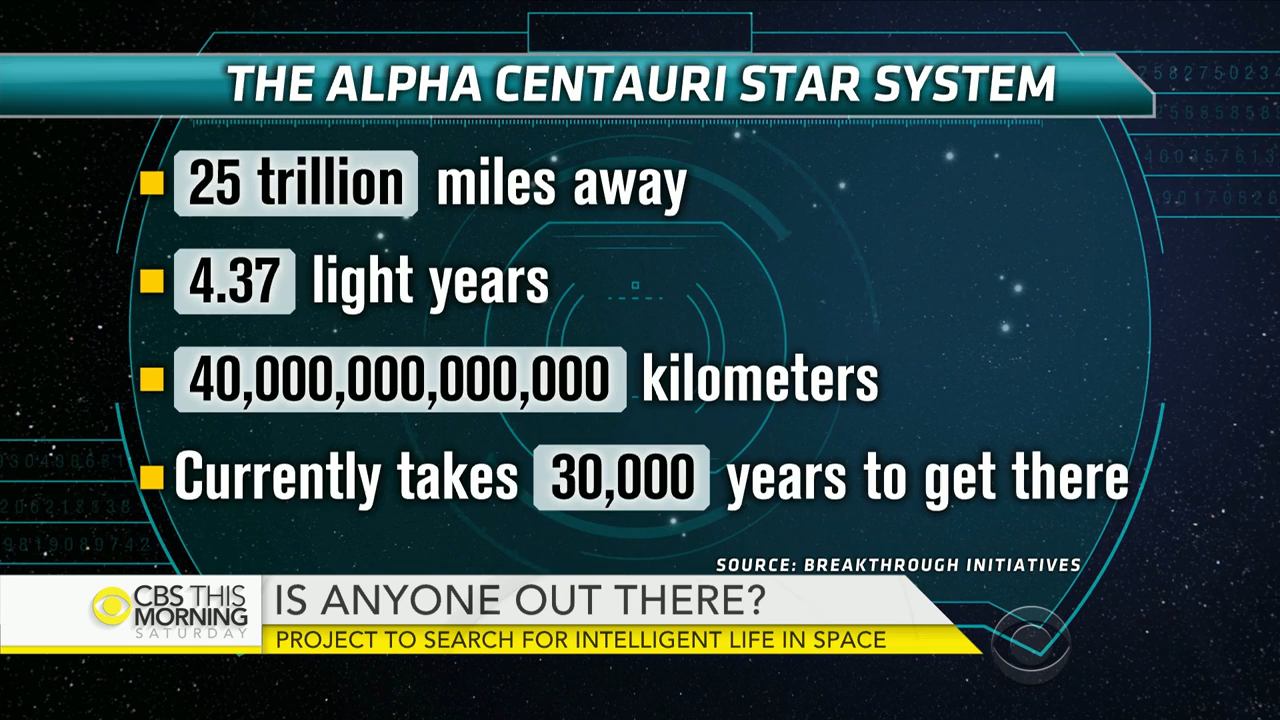 THE ALPHA CENTAURI STAR SYSTEM
25 trillion miles away
4.37 light years
40,000,000,000,000 kilometers
Currently takes 30,000 years to get there
SOURCE: BREAKTHROUGH INITIATIVES
CBS THIS
MORNING
SATURDAY
IS ANYONE OUT THERE?
PROJECT TO SEARCH FOR INTELLIGENT LIFE IN SPACE